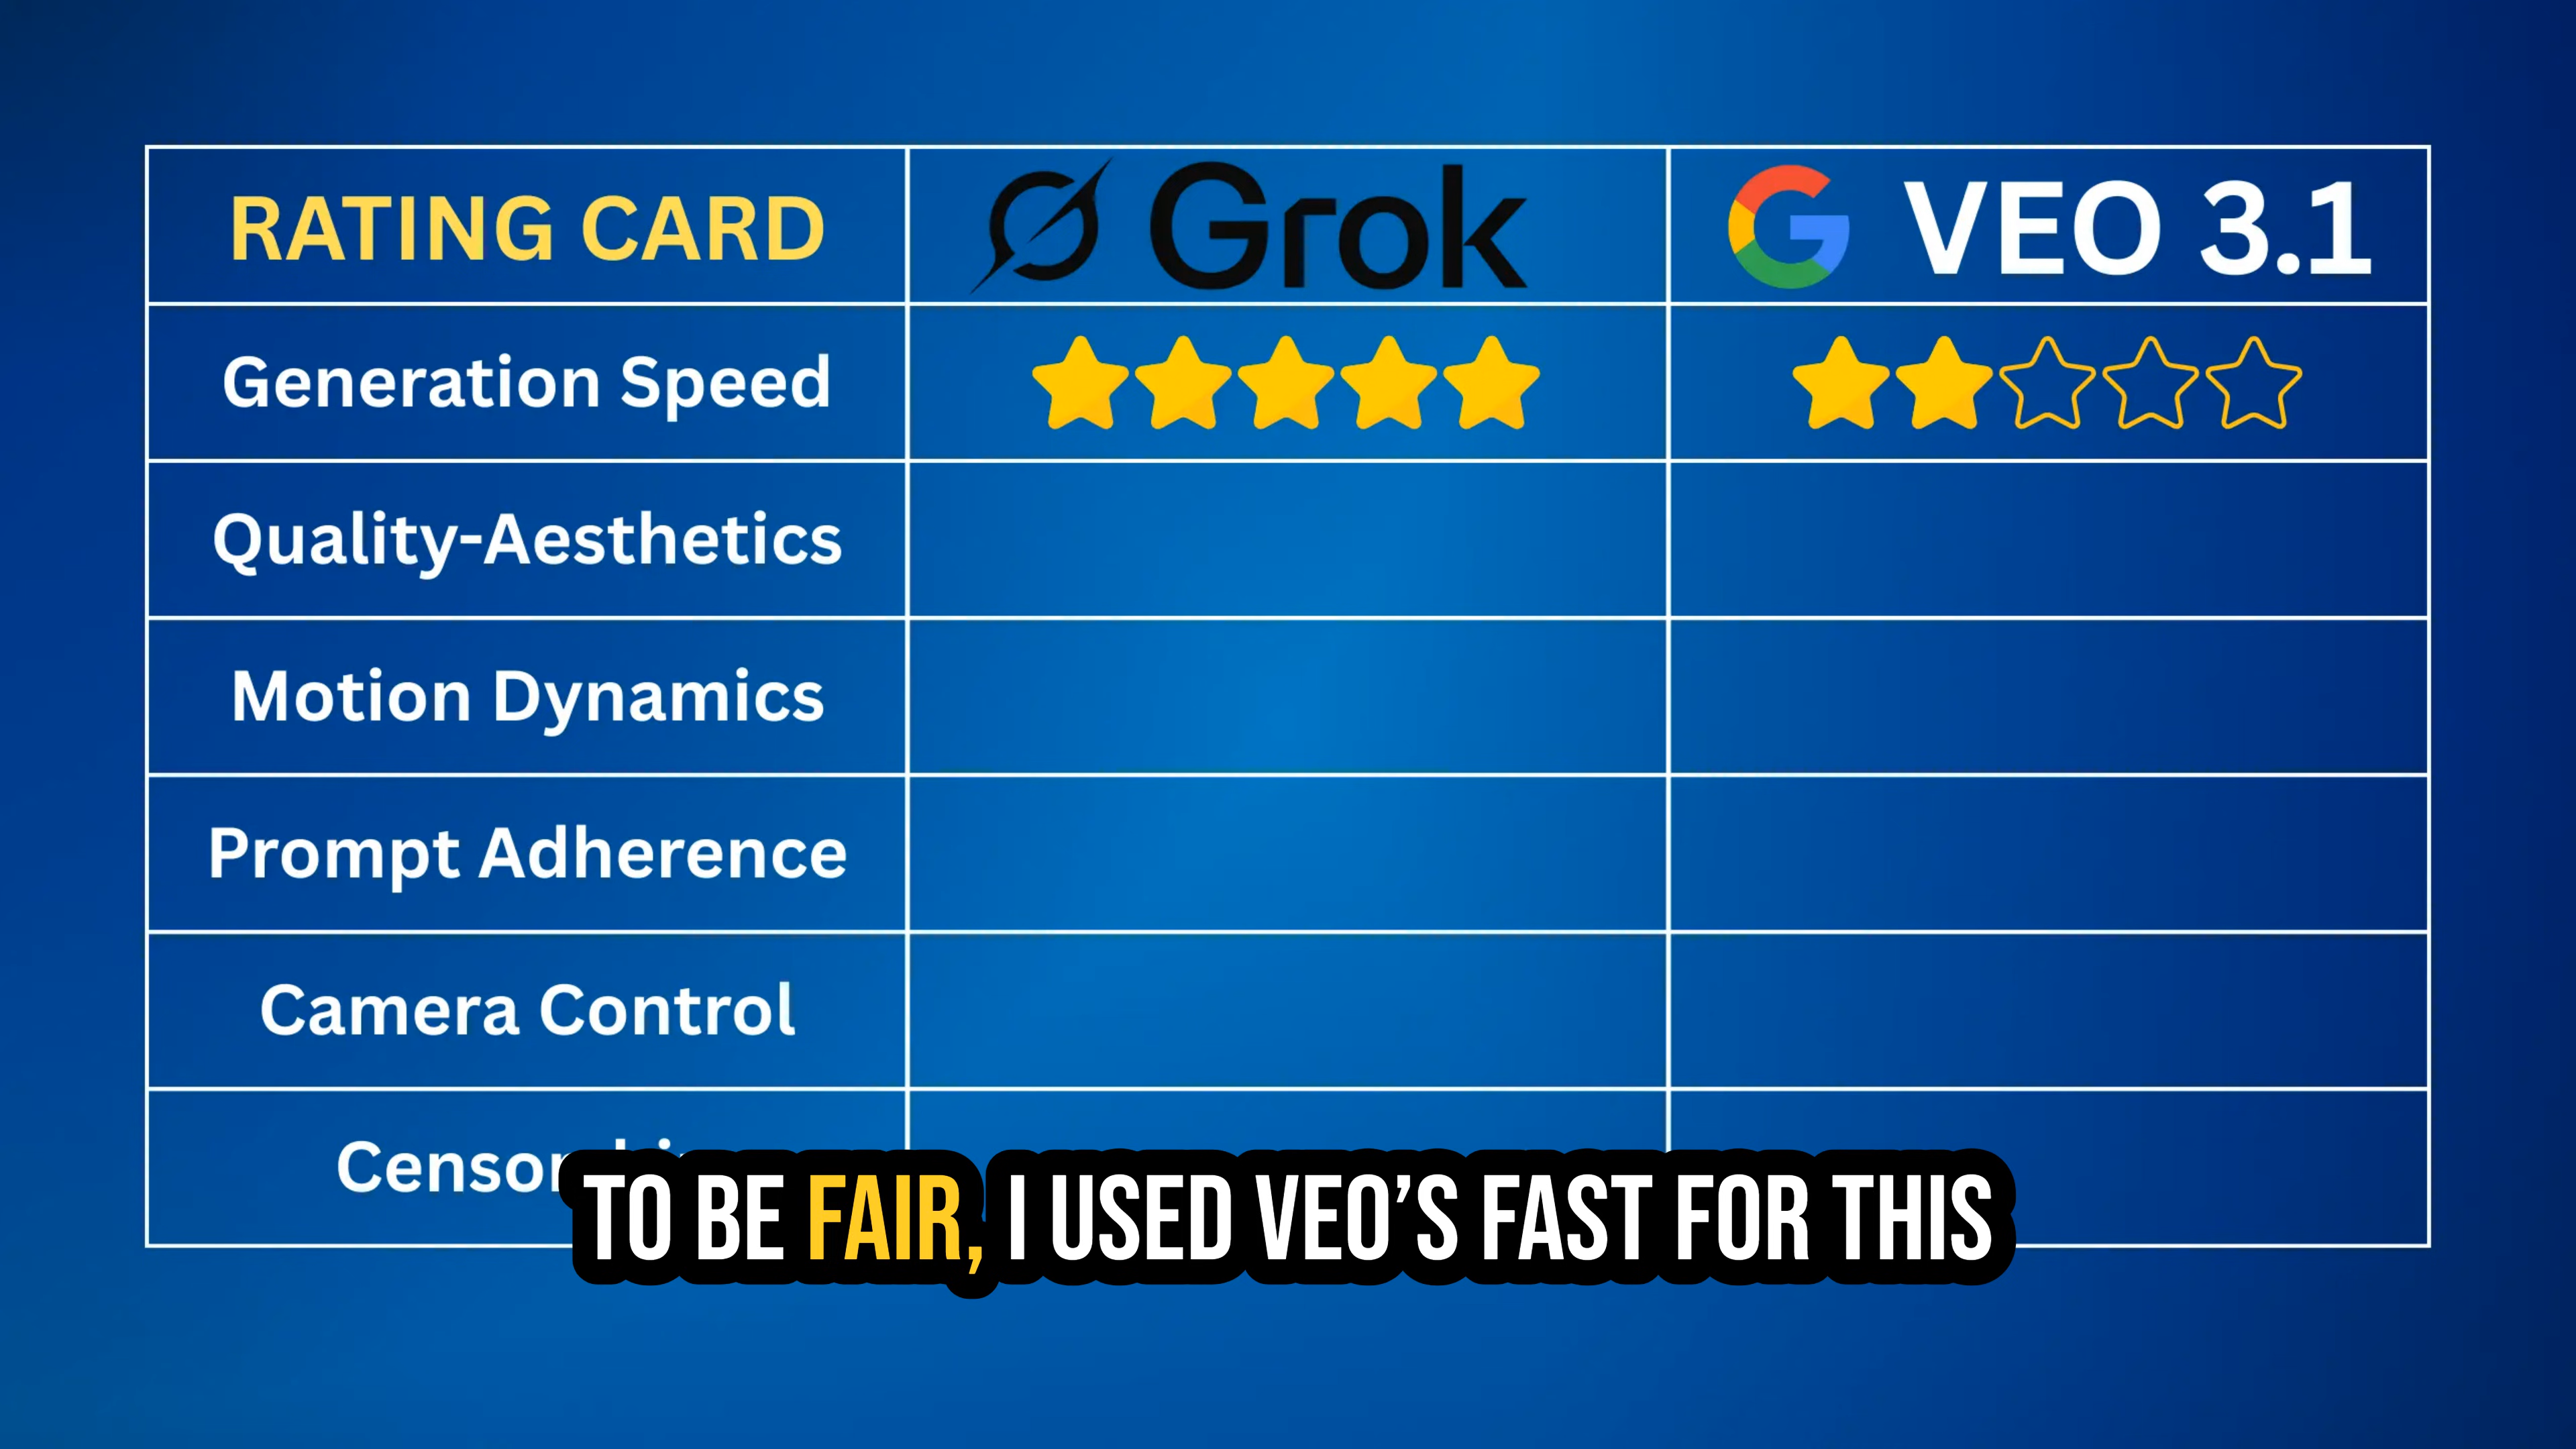 RATING CARD
Grok
VEO 3.1
Generation Speed
Quality-Aesthetics
Motion Dynamics
Prompt Adherence
Camera Control
TO BE FAIR, I USED VEO’S FAST FOR THIS